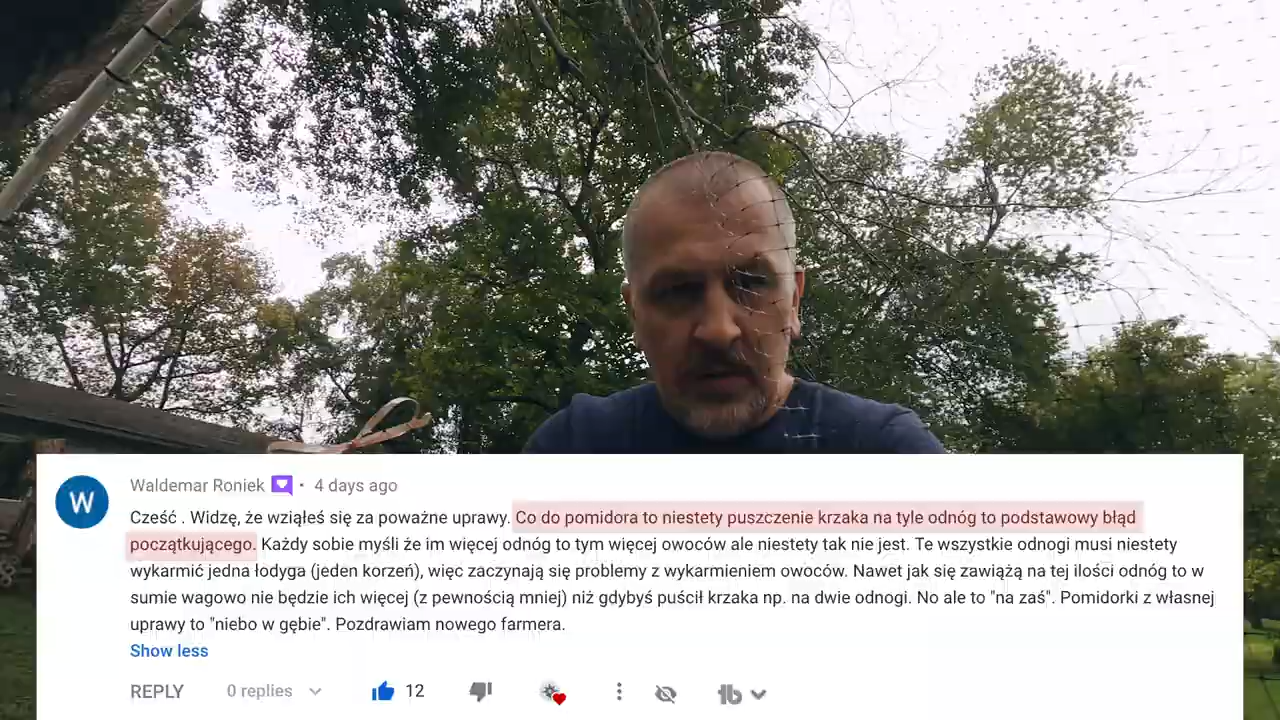 W
Waldemar Roniek • 4 days ago
Cześć . Widzę, że wziąłeś się za poważne uprawy. Co do pomidora to niestety puszczenie krzaka na tyle odnóg to podstawowy błąd
początkującego. Każdy sobie myśli że im więcej odnóg to tym więcej owoców ale niestety tak nie jest. Te wszystkie odnogi musi niestety
wykarmić jedna łodyga (jeden korzeń), więc zaczynają się problemy z wykarmieniem owoców. Nawet jak się zawiążą na tej ilości odnóg to w
sumie wagowo nie będzie ich więcej (z pewnością mniej) niż gdybyś puścił krzaka np. na dwie odnogi. No ale to "na zaś". Pomidorki z własnej
uprawy to "niebo w gębie". Pozdrawiam nowego farmera.
Show less
REPLY 0 replies 12 tb